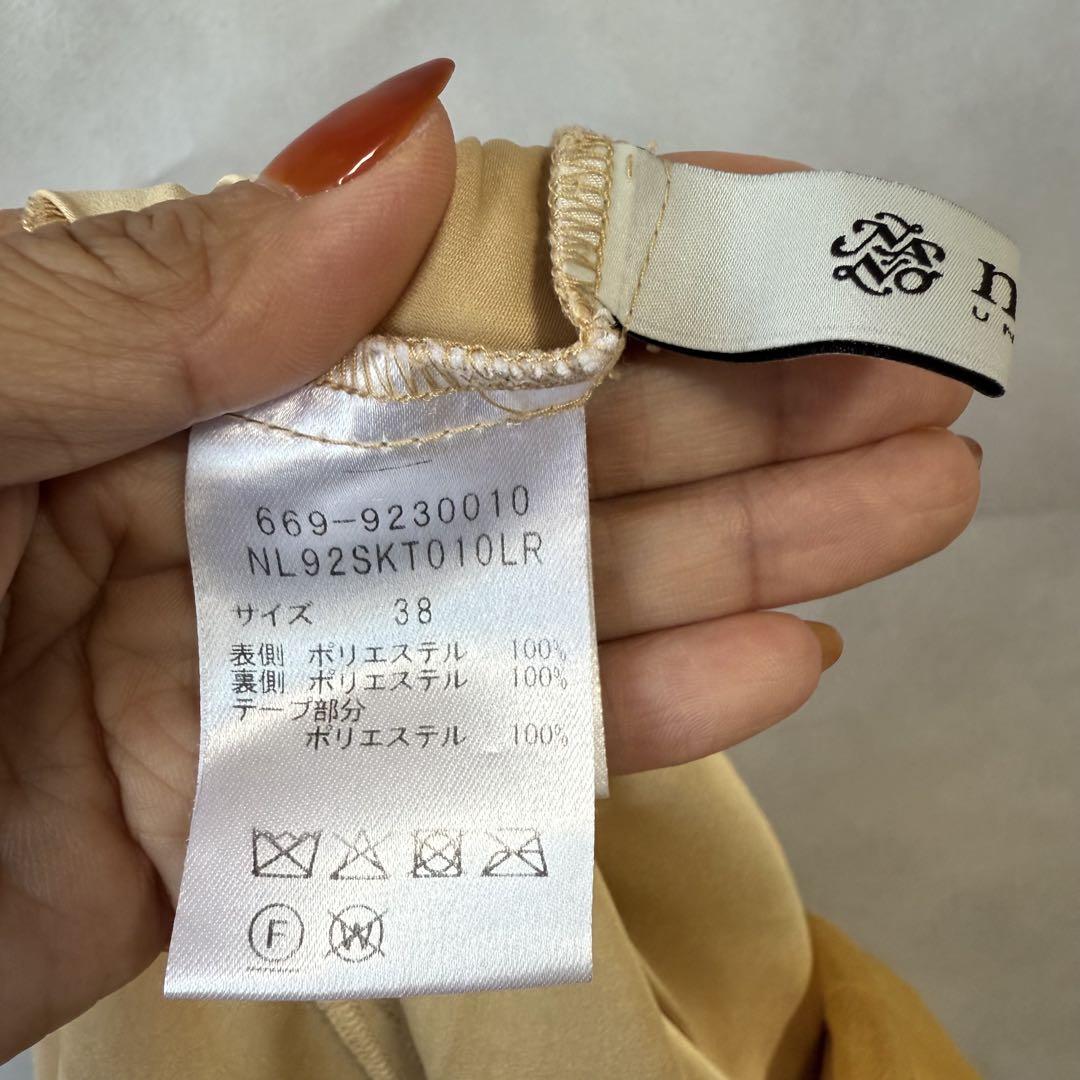 n
UN
669-9230010
NL92SKT010LR
サイズ 38
表側 ポリエステル 100%
裏側 ポリエステル 100%
テープ部分
ポリエステル 100%
F
W